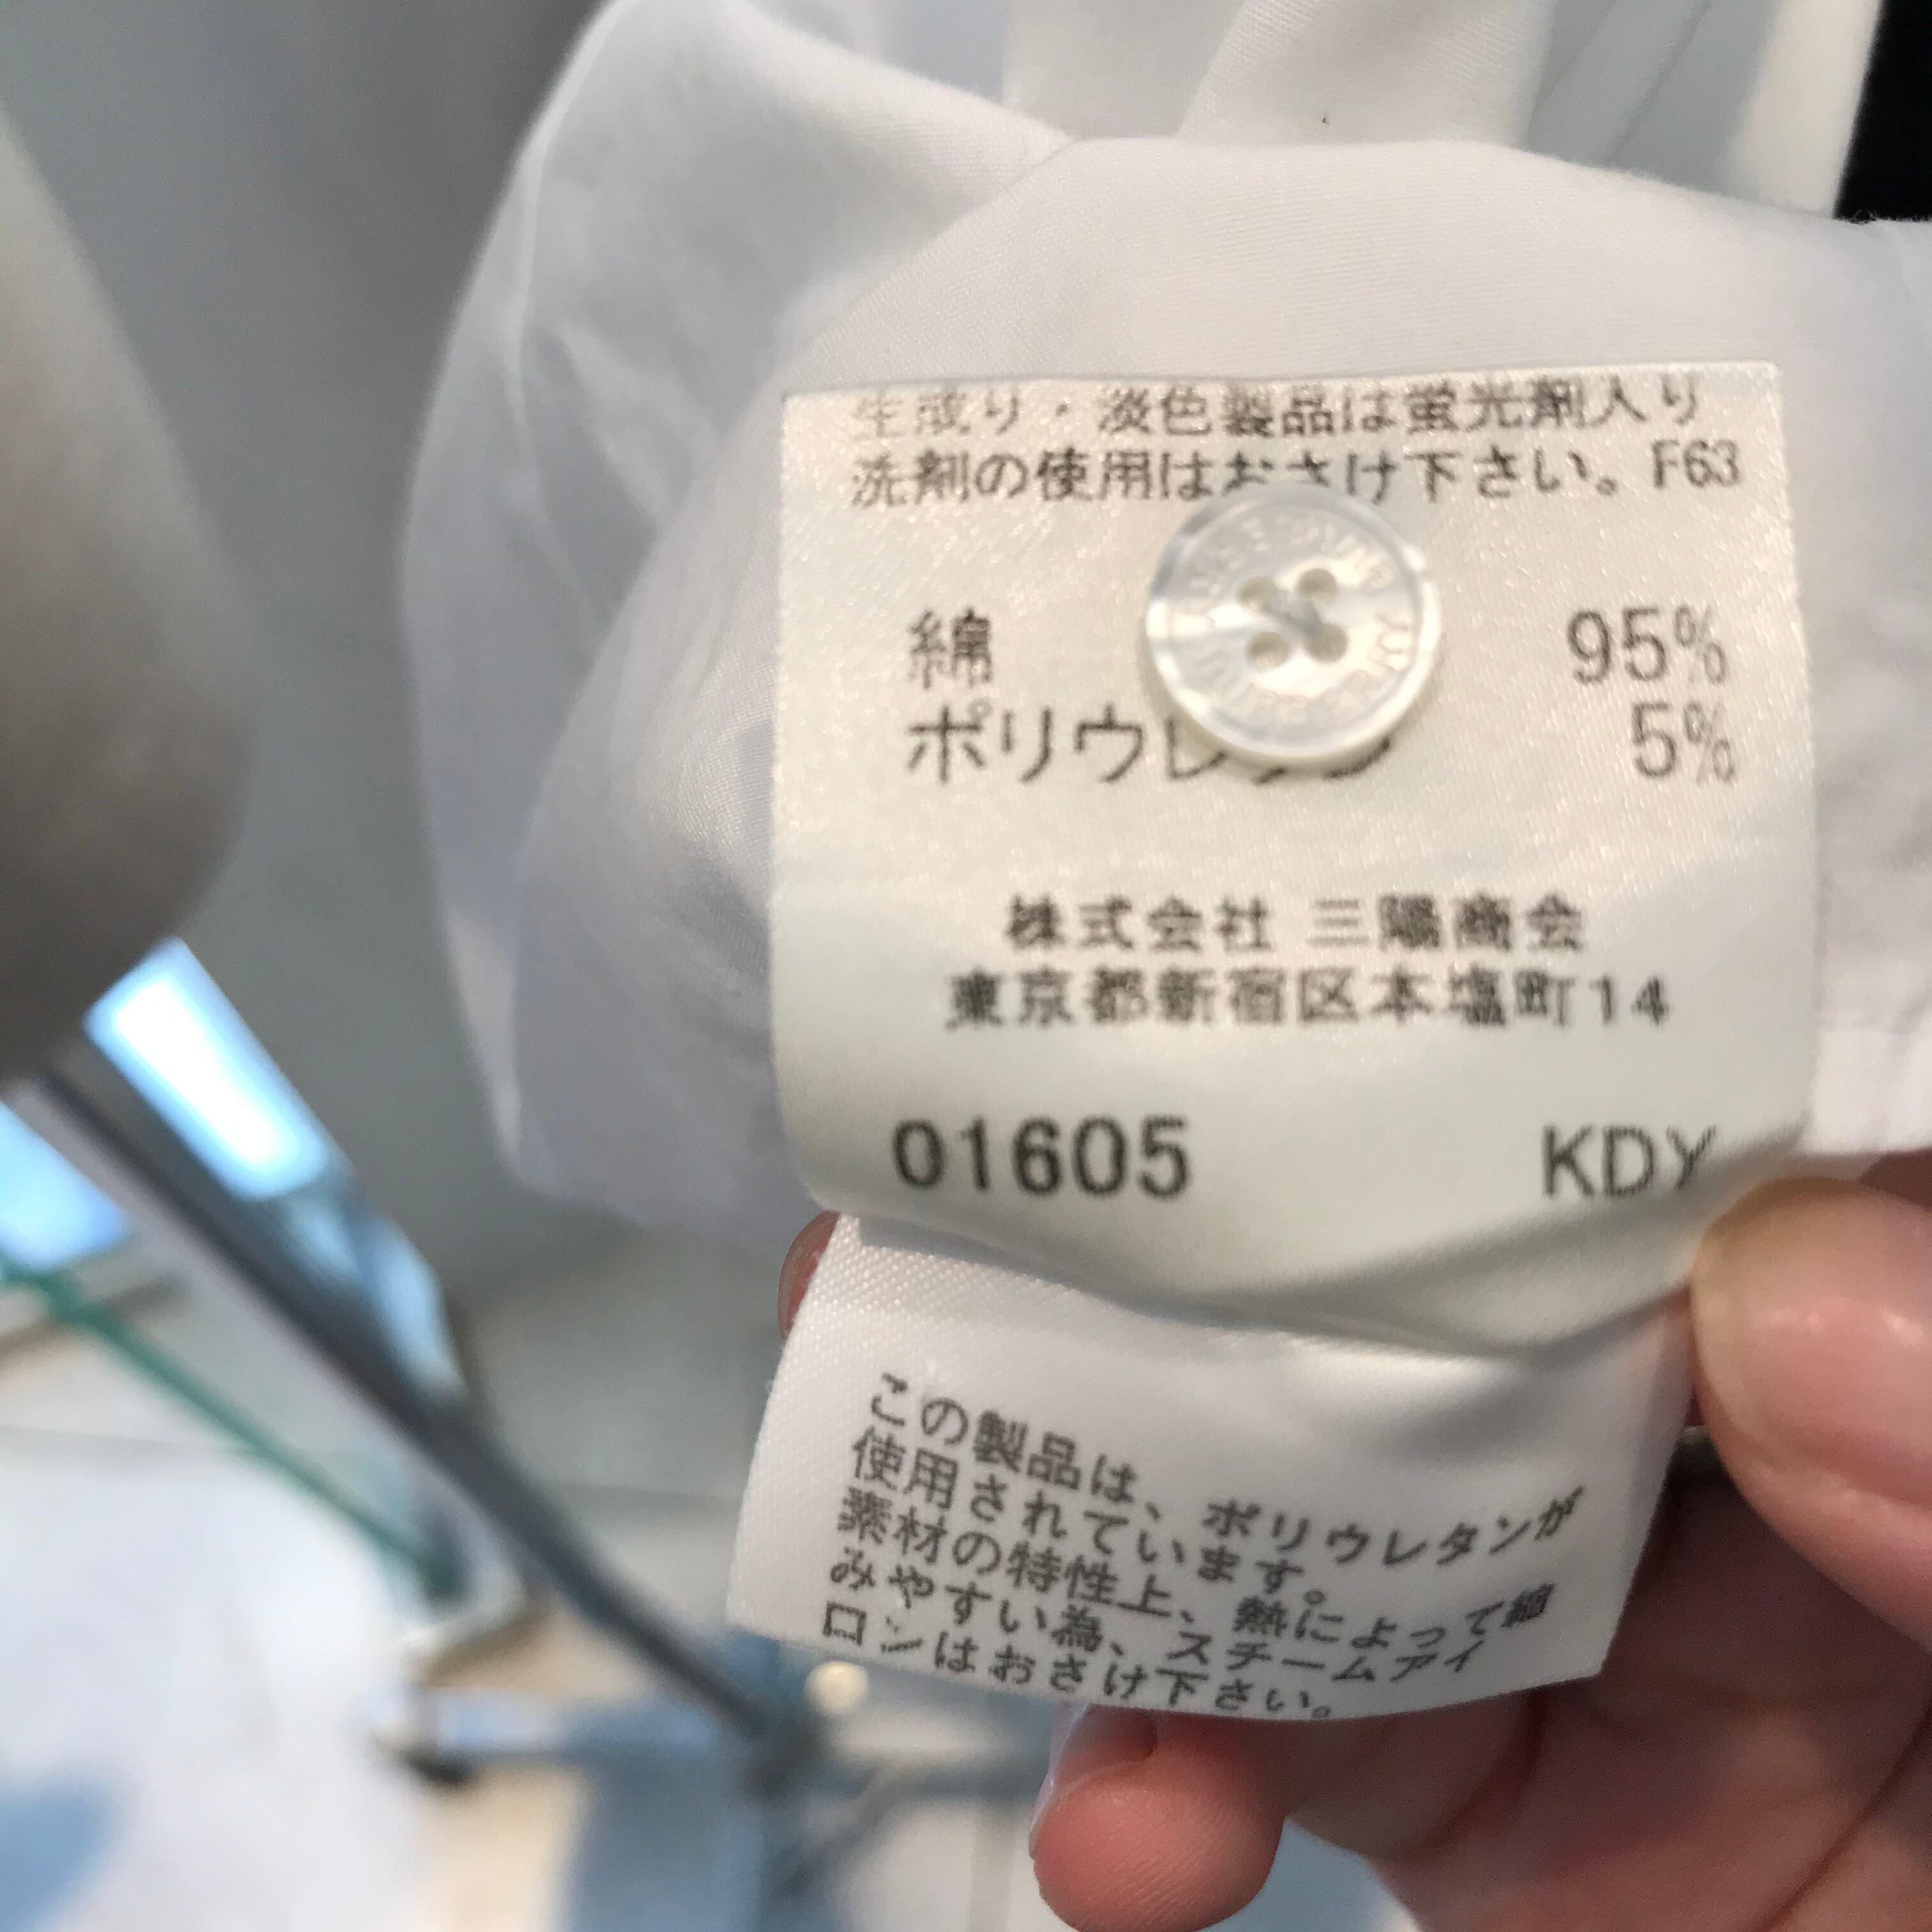 生成り・淡色製品は蛍光剤入り
洗剤の使用はおさけ下さい。F63
綿 95%
ポリウレタン 5%
株式会社 三陽商会
東京都新宿区本塩町14
01605 KDY
この製品は、ポリウレタンが
使用されています。
素材の特性上、熱によって縮
みやすい為、スチームアイ
ロンはおさけ下さい。